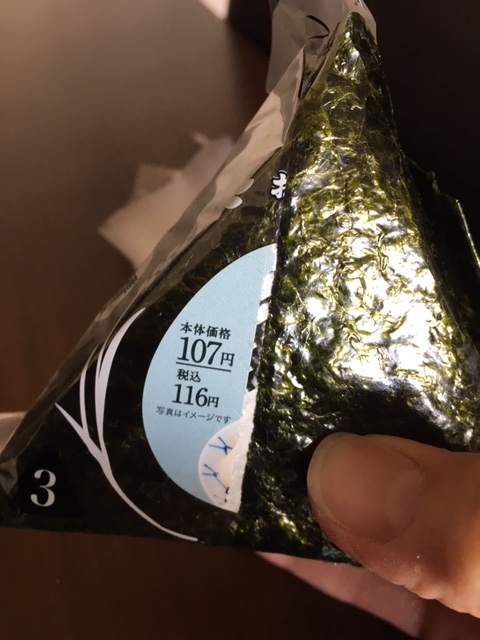 本体価格
107円
税込
116円
写真はイメージです
3